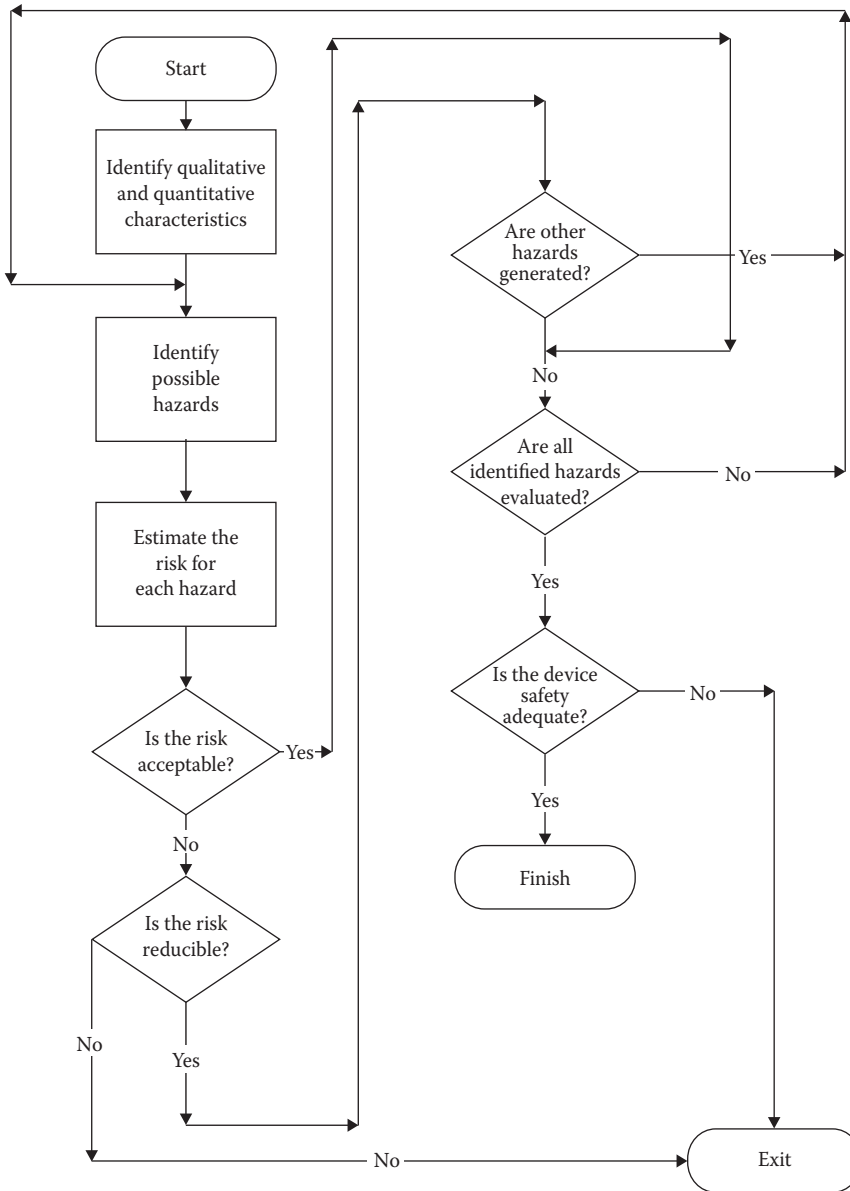 Start
Identify qualitative
and quantitative
characteristics
Identify
possible
hazards
Estimate the
risk for
each hazard
Is the risk
acceptable?
Yes
No
Is the risk
reducible?
No
Yes
No
Are other
hazards
generated?
Yes
No
Are all
identified hazards
evaluated?
No
Yes
Is the device
safety
adequate?
No
Yes
Finish
Exit